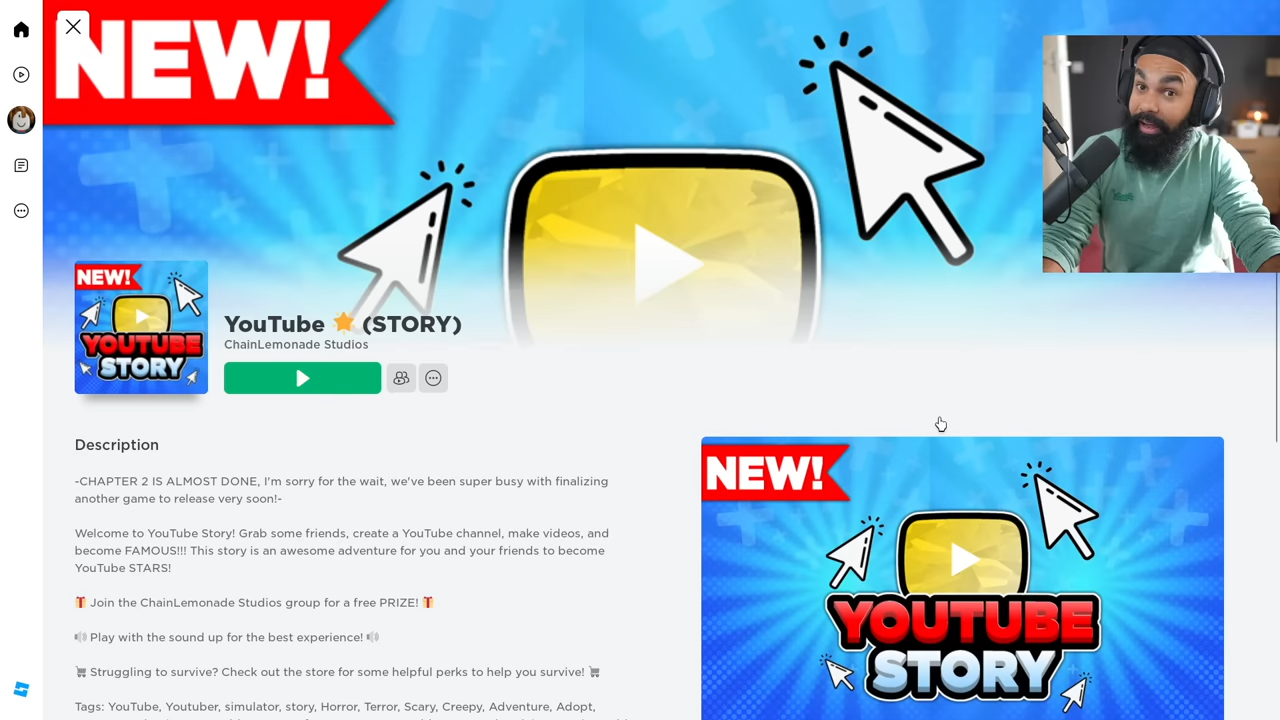 NEW!
NEW!
YOUTUBE
STORY
YouTube ⭐ (STORY)
ChainLemonade Studios
Description
-CHAPTER 2 IS ALMOST DONE, I'm sorry for the wait, we've been super busy with finalizing
another game to release very soon!-
Welcome to YouTube Story! Grab some friends, create a YouTube channel, make videos, and
become FAMOUS!!! This story is an awesome adventure for you and your friends to become
YouTube STARS!
🎁 Join the ChainLemonade Studios group for a free PRIZE! 🎁
🔊 Play with the sound up for the best experience! 🔊
🛒 Struggling to survive? Check out the store for some helpful perks to help you survive! 🛒
Tags: YouTube, Youtuber, simulator, story, Horror, Terror, Scary, Creepy, Adventure, Adopt,
NEW!
YOUTUBE
STORY